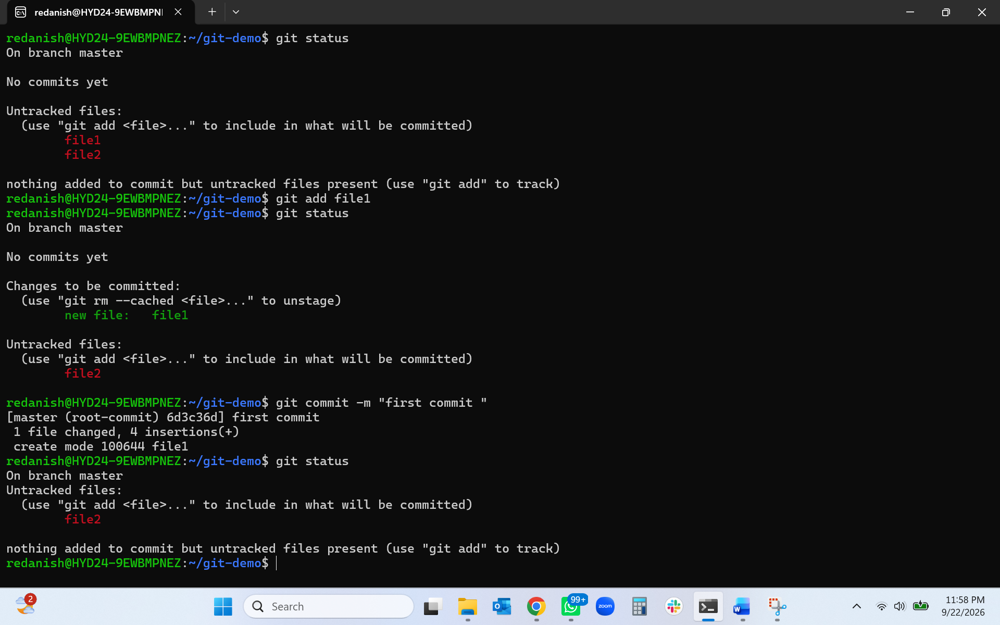 redanish@HYD24-9EWBMPNI
redanish@HYD24-9EWBMPNEZ:~/git-demo$ git status
On branch master
No commits yet
Untracked files:
  (use "git add <file>..." to include in what will be committed)
        file1
        file2
nothing added to commit but untracked files present (use "git add" to track)
redanish@HYD24-9EWBMPNEZ:~/git-demo$ git add file1
redanish@HYD24-9EWBMPNEZ:~/git-demo$ git status
On branch master
No commits yet
Changes to be committed:
  (use "git rm --cached <file>..." to unstage)
        new file:   file1
Untracked files:
  (use "git add <file>..." to include in what will be committed)
        file2
redanish@HYD24-9EWBMPNEZ:~/git-demo$ git commit -m "first commit "
[master (root-commit) 6d3c36d] first commit
 1 file changed, 4 insertions(+)
 create mode 100644 file1
redanish@HYD24-9EWBMPNEZ:~/git-demo$ git status
On branch master
Untracked files:
  (use "git add <file>..." to include in what will be committed)
        file2
nothing added to commit but untracked files present (use "git add" to track)
redanish@HYD24-9EWBMPNEZ:~/git-demo$
2
Search
99+
zoom
11:58 PM
9/22/2026